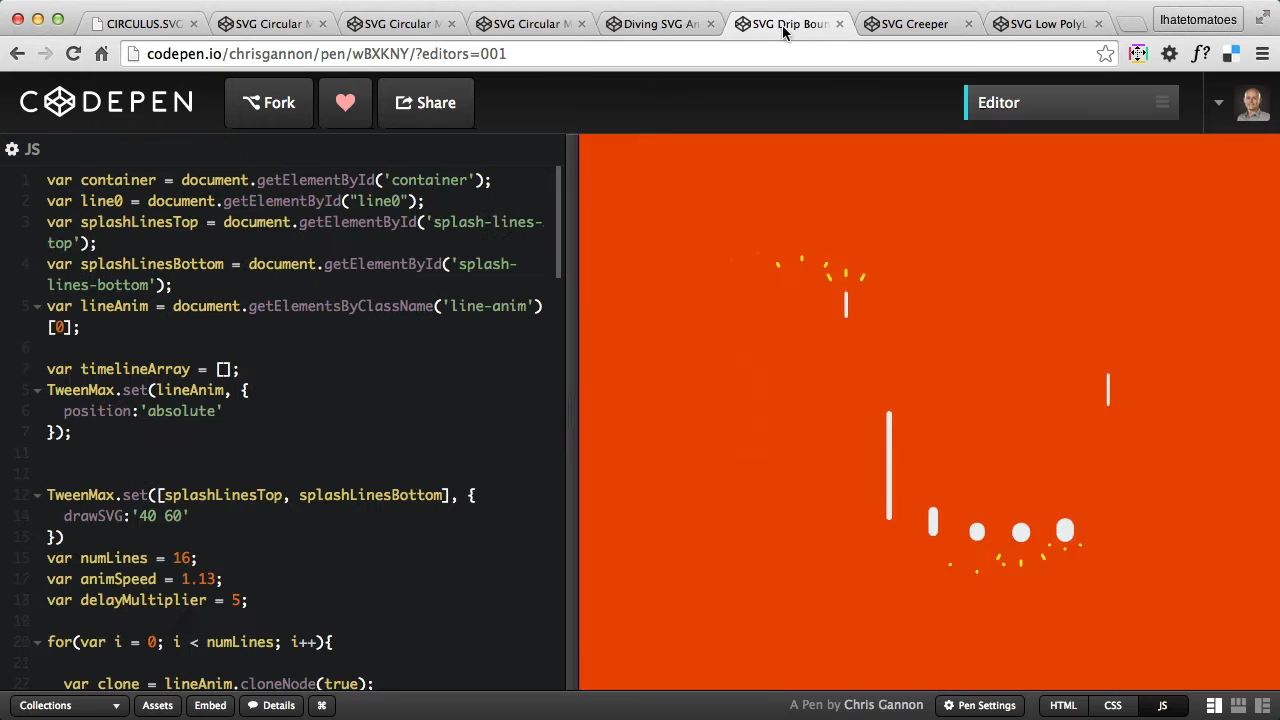 CIRCULUS.SVG
SVG Circular M
SVG Circular M
SVG Circular M
Diving SVG An
SVG Drip Boun
SVG Creeper
SVG Low PolyL
Ihatetomatoes
codepen.io/chrisgannon/pen/wBXKNY/?editors=001
f?
CODEPEN
Fork
Share
Editor
JS
1 var container = document.getElementById('container');
2 var line0 = document.getElementById("line0");
3 var splashLinesTop = document.getElementById('splash-lines-
top');
4 var splashLinesBottom = document.getElementById('splash-
lines-bottom');
5 var lineAnim = document.getElementsByClassName('line-anim')
[0];
6
7 var timelineArray = [];
5 TweenMax.set(lineAnim, {
6 position:'absolute'
7 });
11
12
12 TweenMax.set([splashLinesTop, splashLinesBottom], {
14 drawSVG:'40 60'
15 })
15 var numLines = 16;
17 var animSpeed = 1.13;
18 var delayMultiplier = 5;
19
20 for(var i = 0; i < numLines; i++){
21
22 var clone = lineAnim.cloneNode(true);
Collections
Assets
Embed
Details
⌘
A Pen by Chris Gannon
Pen Settings
HTML
CSS
JS